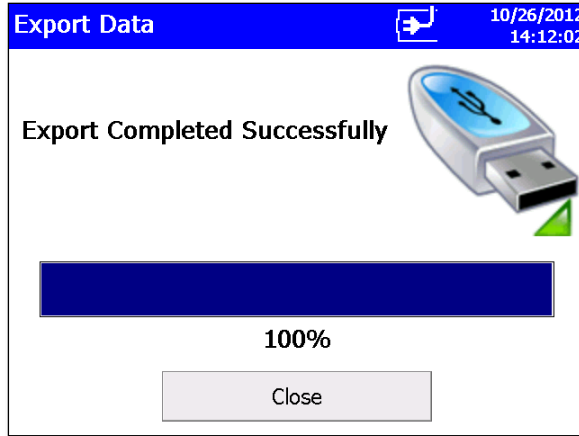 Export Data
10/26/2012
14:12:02
Export Completed Successfully
100%
Close